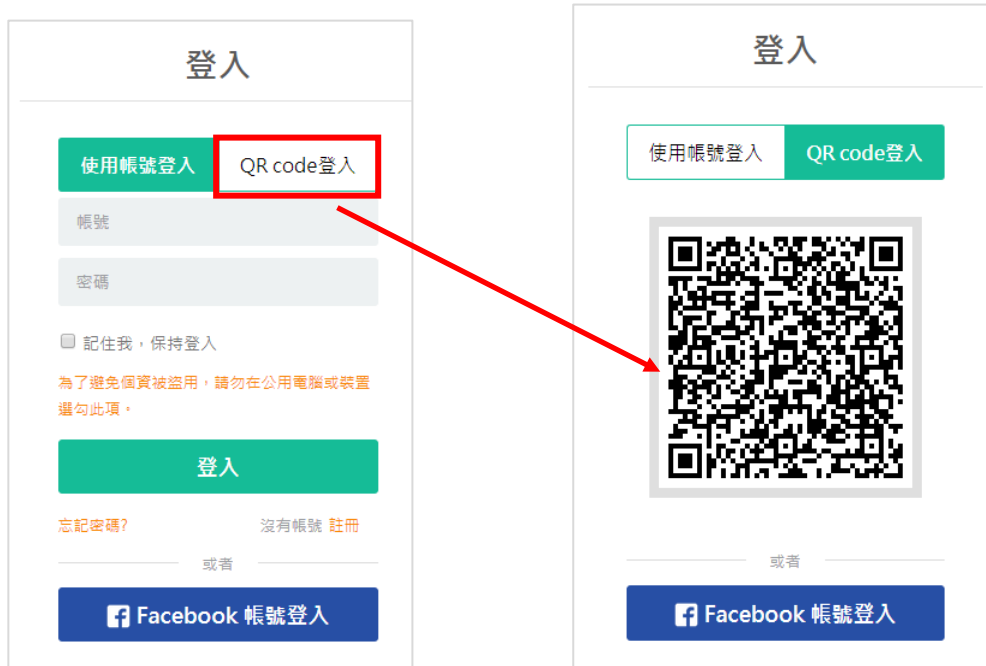 登入
使用帳號登入
QR code登入
帳號
密碼
記住我，保持登入
為了避免個資被盜用，請勿在公用電腦或裝置
選勾此項。
登入
忘記密碼?
沒有帳號 註冊
或者
Facebook 帳號登入
登入
使用帳號登入
QR code登入
或者
Facebook 帳號登入